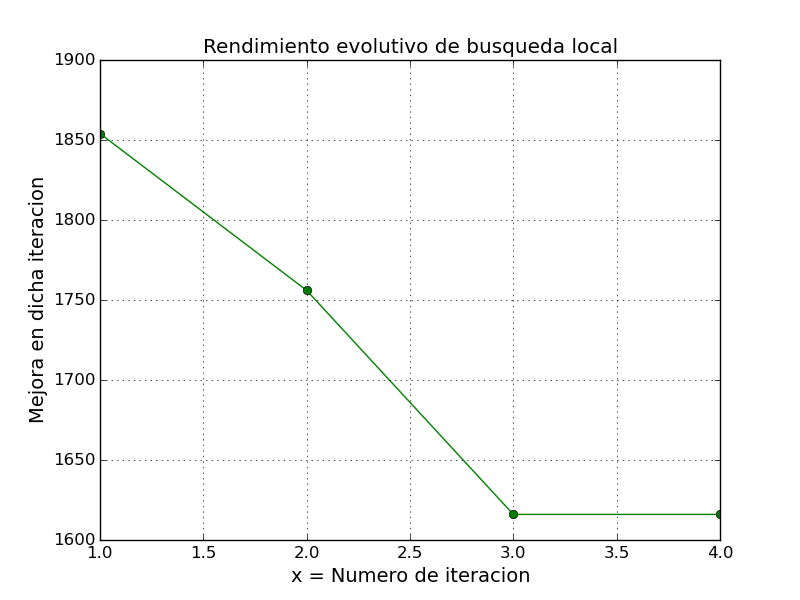 Rendimiento evolutivo de busqueda local
1900
1850
1800
1750
1700
1650
1600
Mejora en dicha iteracion
1.0 1.5 2.0 2.5 3.0 3.5 4.0
x = Numero de iteracion